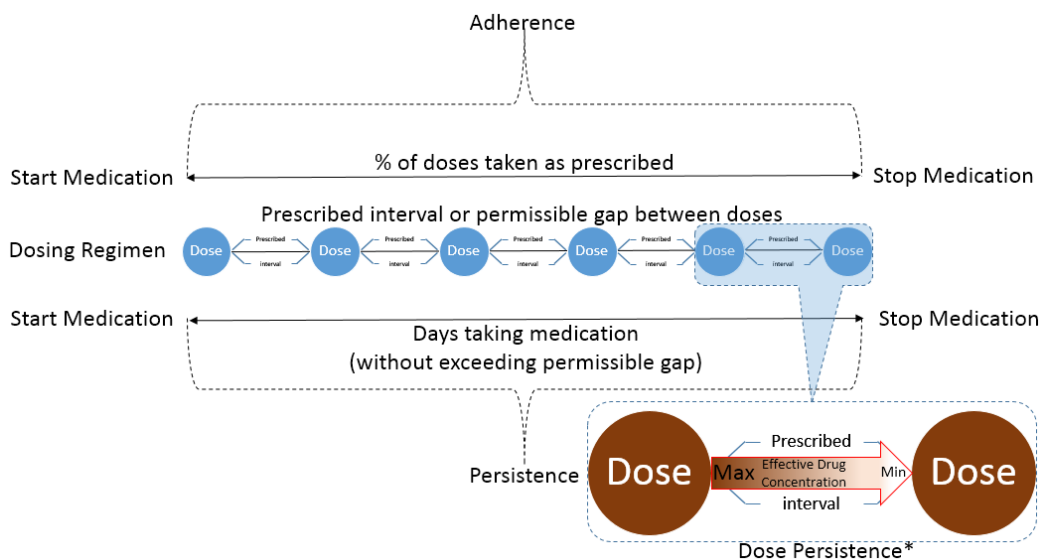 Adherence
% of doses taken as prescribed
Start Medication
Stop Medication
Prescribed interval or permissible gap between doses
Prescribed Prescribed Prescribed Prescribed Prescribed
Dosing Regimen Dose Dose Dose Dose Dose Dose
interval interval interval interval interval
Start Medication
Stop Medication
Days taking medication
(without exceeding permissible gap)
Prescribed
Persistence Dose Max Effective Drug Min Dose
Concentration
interval
Dose Persistence*